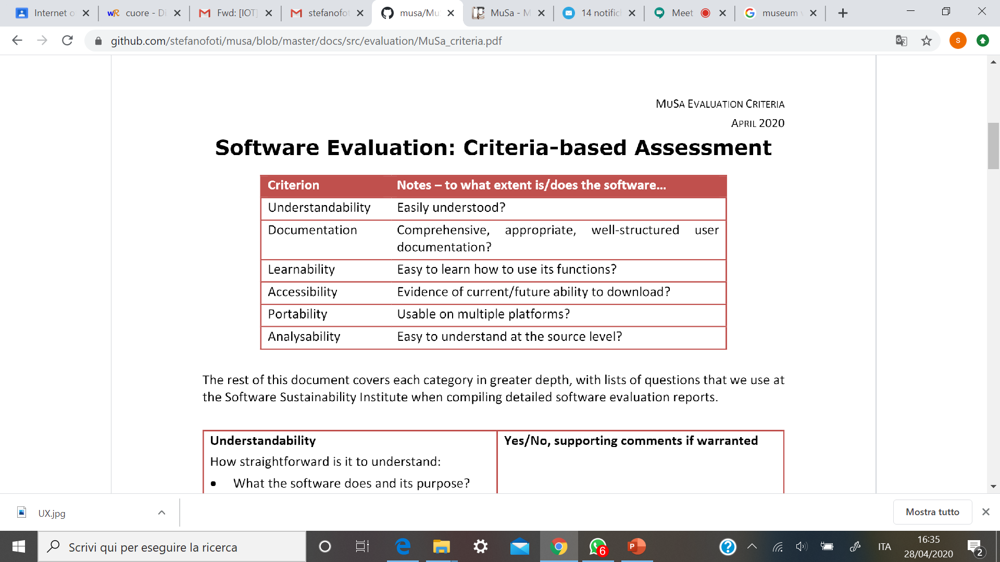 Internet o
cuore - Di
Fwd: [IOT]
stefanofot
musa/Mu
MuSa - M
14 notific
Meet
museum v
github.com/stefanofoti/musa/blob/master/docs/src/evaluation/MuSa_criteria.pdf
S
MUSA EVALUATION CRITERIA
APRIL 2020
Software Evaluation: Criteria-based Assessment
Criterion Notes – to what extent is/does the software...
Understandability Easily understood?
Documentation Comprehensive, appropriate, well-structured user
documentation?
Learnability Easy to learn how to use its functions?
Accessibility Evidence of current/future ability to download?
Portability Usable on multiple platforms?
Analysability Easy to understand at the source level?
The rest of this document covers each category in greater depth, with lists of questions that we use at
the Software Sustainability Institute when compiling detailed software evaluation reports.
Understandability Yes/No, supporting comments if warranted
How straightforward is it to understand:
• What the software does and its purpose?
UX.jpg
Mostra tutto
Scrivi qui per eseguire la ricerca
6
ITA
16:35
28/04/2020
2